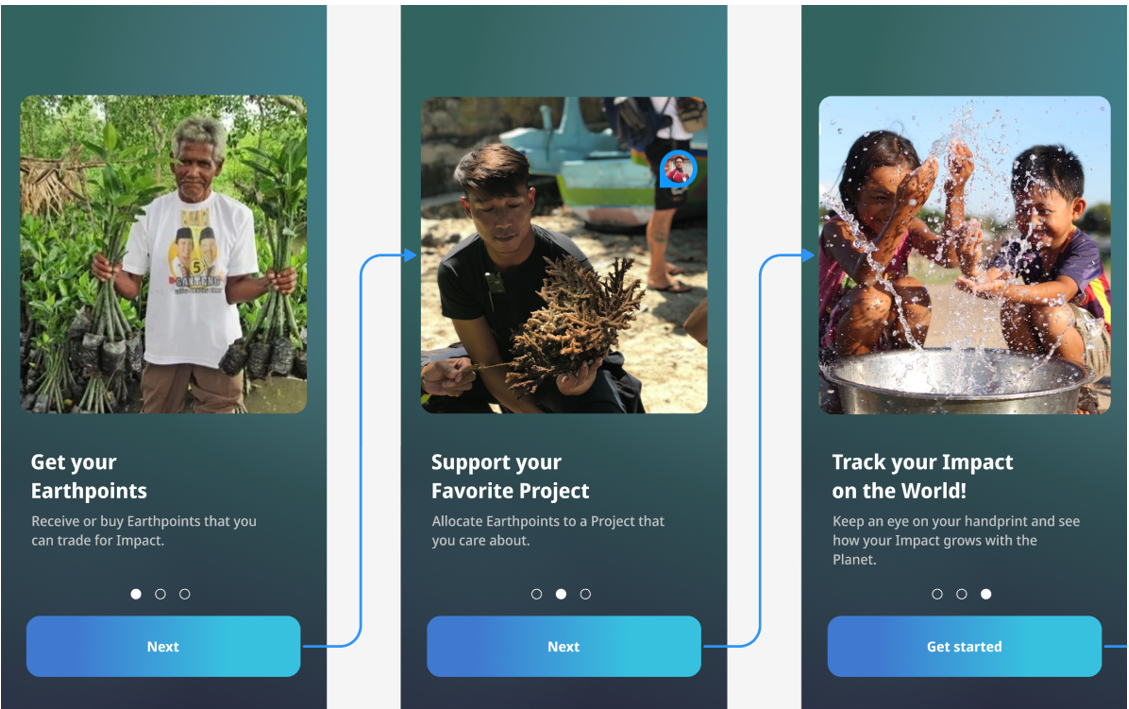 5
Get your
Earthpoints
Receive or buy Earthpoints that you
can trade for Impact.
Next
Support your
Favorite Project
Allocate Earthpoints to a Project that
you care about.
Next
Track your Impact
on the World!
Keep an eye on your handprint and see
how your Impact grows with the
Planet.
Get started